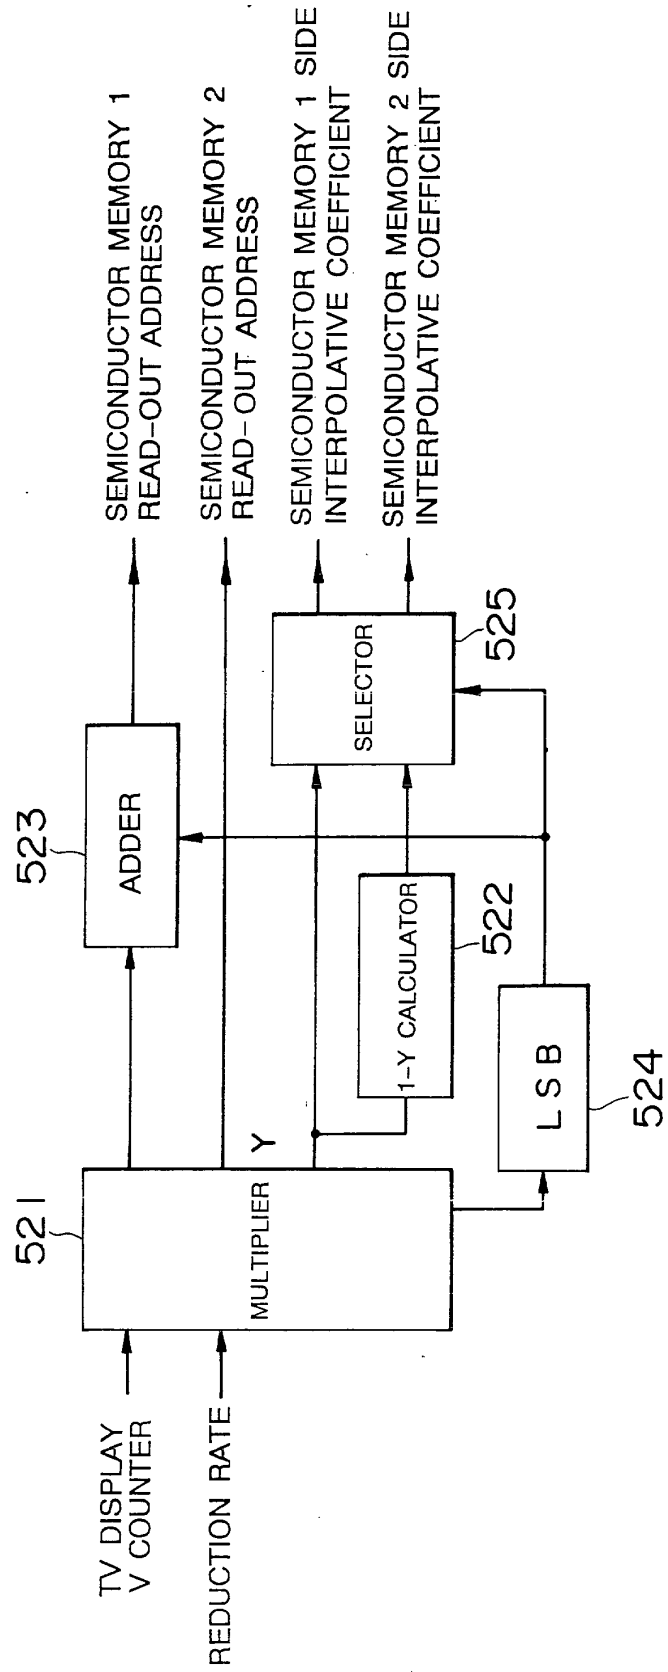 TV DISPLAY
V COUNTER
REDUCTION RATE
521
MULTIPLIER
Y
523
ADDER
1-Y CALCULATOR
522
LSB
524
SELECTOR
525
SEMICONDUCTOR MEMORY 1
READ-OUT ADDRESS
SEMICONDUCTOR MEMORY 2
READ-OUT ADDRESS
SEMICONDUCTOR MEMORY 1 SIDE
INTERPOLATIVE COEFFICIENT
SEMICONDUCTOR MEMORY 2 SIDE
INTERPOLATIVE COEFFICIENT